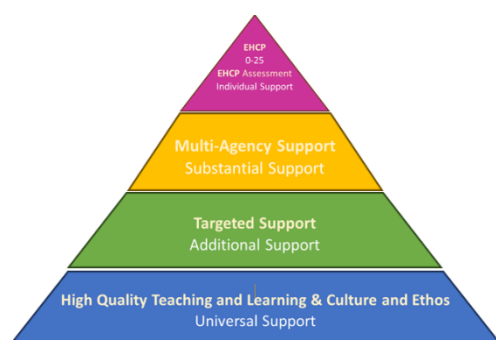 EHCP
0-25
EHCP Assessment
Individual Support
Multi-Agency Support
Substantial Support
Targeted Support
Additional Support
High Quality Teaching and Learning & Culture and Ethos
Universal Support